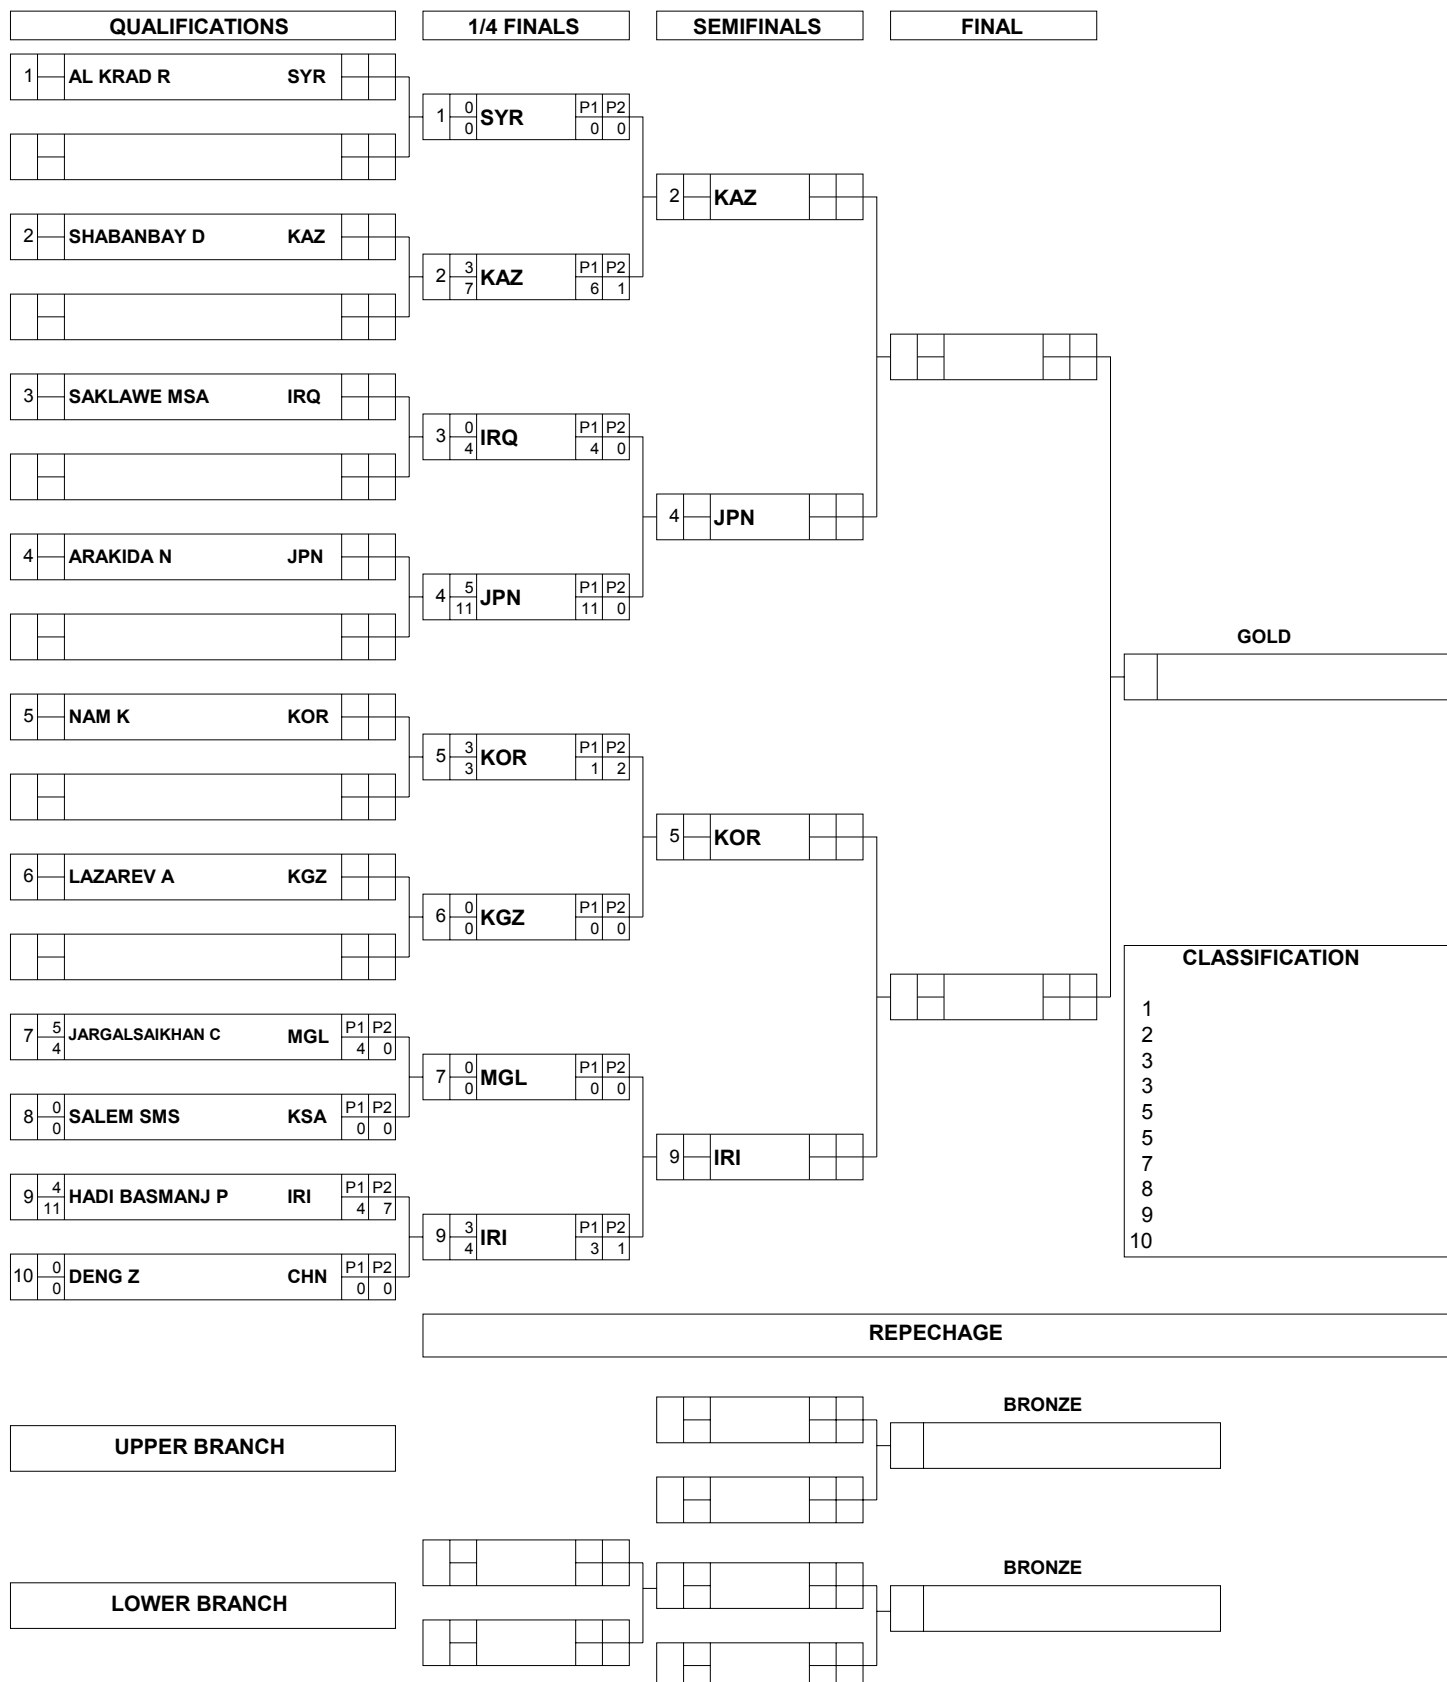 QUALIFICATIONS 1/4 FINALS SEMIFINALS FINAL
1 AL KRAD R SYR
1 0 0 SYR P1 P2 0 0
2 KAZ
2 SHABANBAY D KAZ
2 3 7 KAZ P1 P2 6 1
3 SAKLAWE MSA IRQ
3 0 4 IRQ P1 P2 4 0
4 JPN
4 ARAKIDA N JPN
4 5 11 JPN P1 P2 11 0
GOLD
5 NAM K KOR
5 3 3 KOR P1 P2 1 2
5 KOR
6 LAZAREV A KGZ
6 0 0 KGZ P1 P2 0 0
7 5 4 JARGALSAIKHAN C MGL P1 P2 4 0
7 0 0 MGL P1 P2 0 0
8 0 0 SALEM SMS KSA P1 P2 0 0
9 IRI
9 4 11 HADI BASMANJ P IRI P1 P2 4 7
9 3 4 IRI P1 P2 3 1
10 0 0 DENG Z CHN P1 P2 0 0
CLASSIFICATION
1
2
3
3
5
5
7
8
9
10
REPECHAGE
BRONZE
UPPER BRANCH
BRONZE
LOWER BRANCH